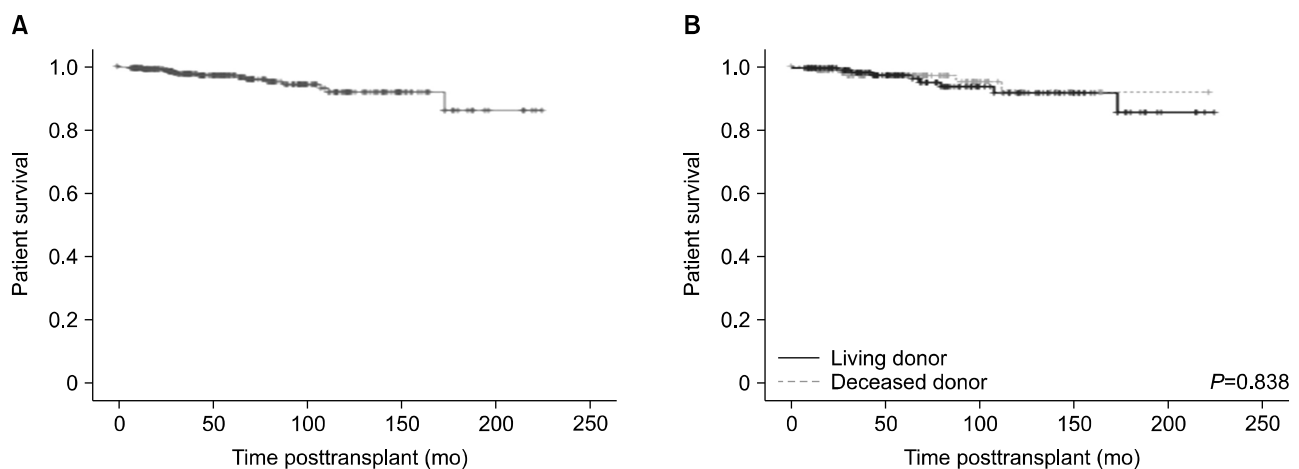 A
1.0
0.8
0.6
0.4
0.2
0
Patient survival
0 50 100 150 200 250
Time posttransplant (mo)
B
1.0
0.8
0.6
0.4
0.2
0
Patient survival
Living donor
Deceased donor
P=0.838
0 50 100 150 200 250
Time posttransplant (mo)